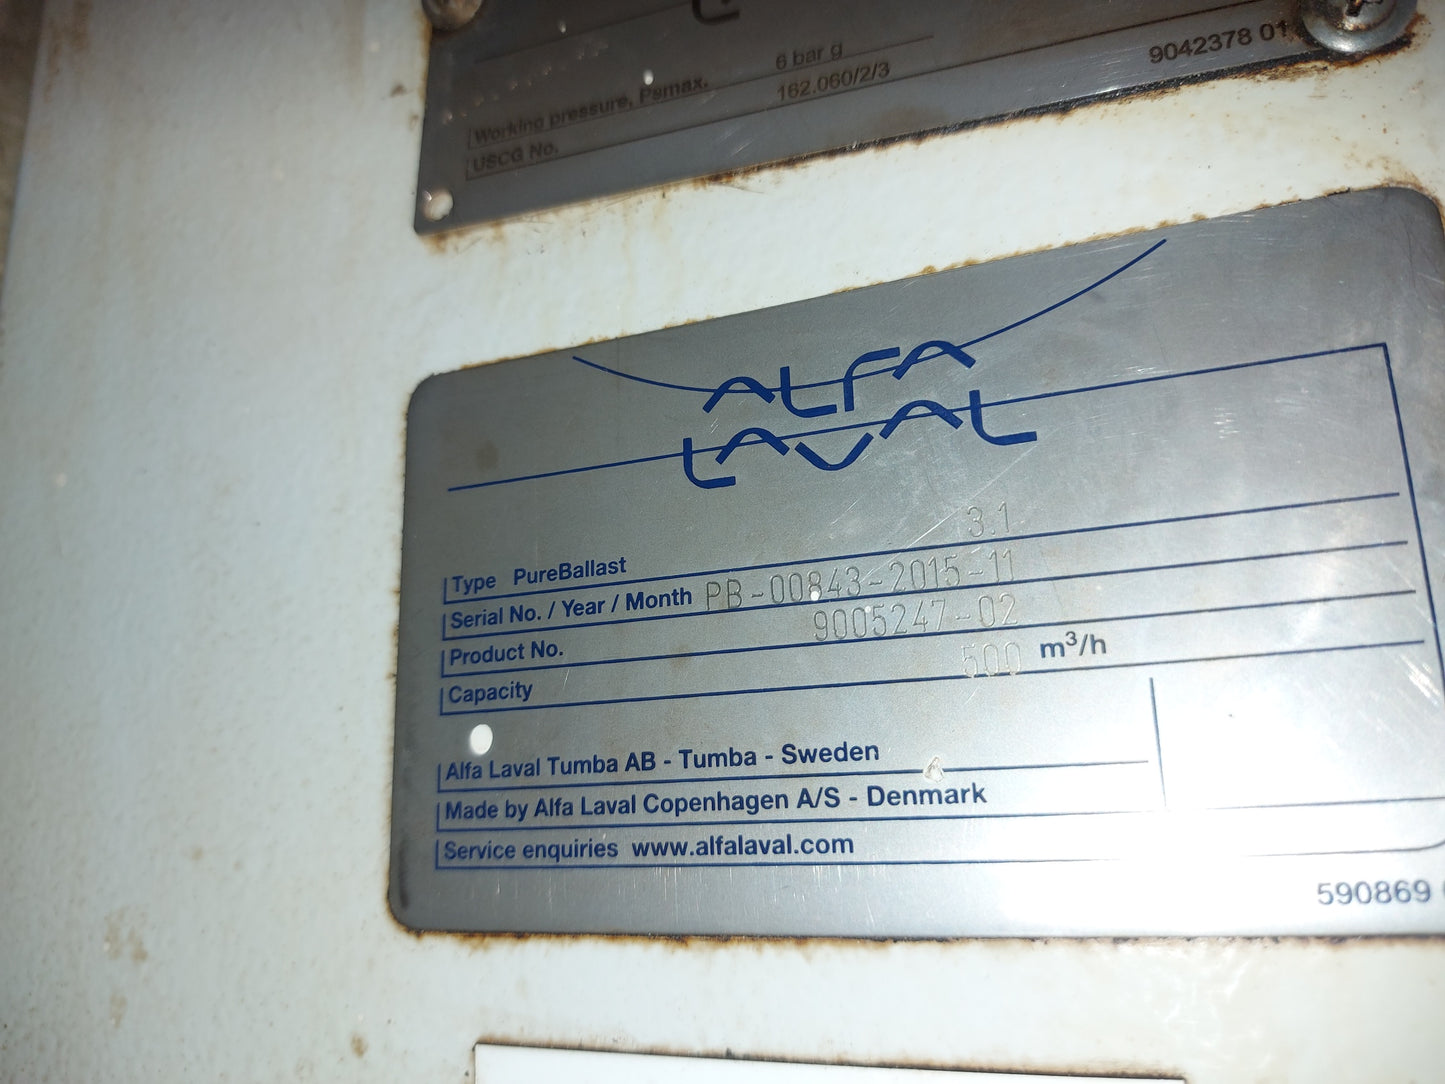 6 bar g
Working pressure, Psmax.
162.060/2/3
9042378 01
USCG No.
ALFA
LAVAL
Type PureBallast 3.1
Serial No. / Year / Month PB-00843-2015-11
Product No. 9005247-02
Capacity 500 m³/h
Alfa Laval Tumba AB - Tumba - Sweden
Made by Alfa Laval Copenhagen A/S - Denmark
Service enquiries www.alfalaval.com
590869